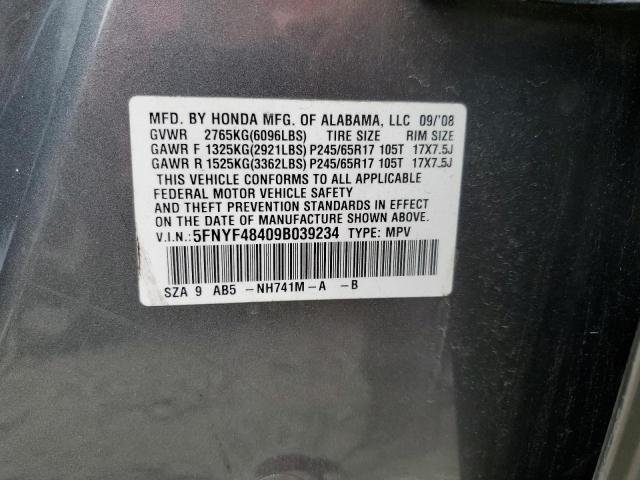 MFD. BY HONDA MFG. OF ALABAMA, LLC 09/'08
GVWR 2765KG(6096LBS) TIRE SIZE RIM SIZE
GAWR F 1325KG(2921LBS) P245/65R17 105T 17X7.5J
GAWR R 1525KG(3362LBS) P245/65R17 105T 17X7.5J
THIS VEHICLE CONFORMS TO ALL APPLICABLE
FEDERAL MOTOR VEHICLE SAFETY
AND THEFT PREVENTION STANDARDS IN EFFECT
ON THE DATE OF MANUFACTURE SHOWN ABOVE.
V.I.N.: 5FNYF48409B039234 TYPE: MPV
SZA 9 AB5 -NH741M-A -B